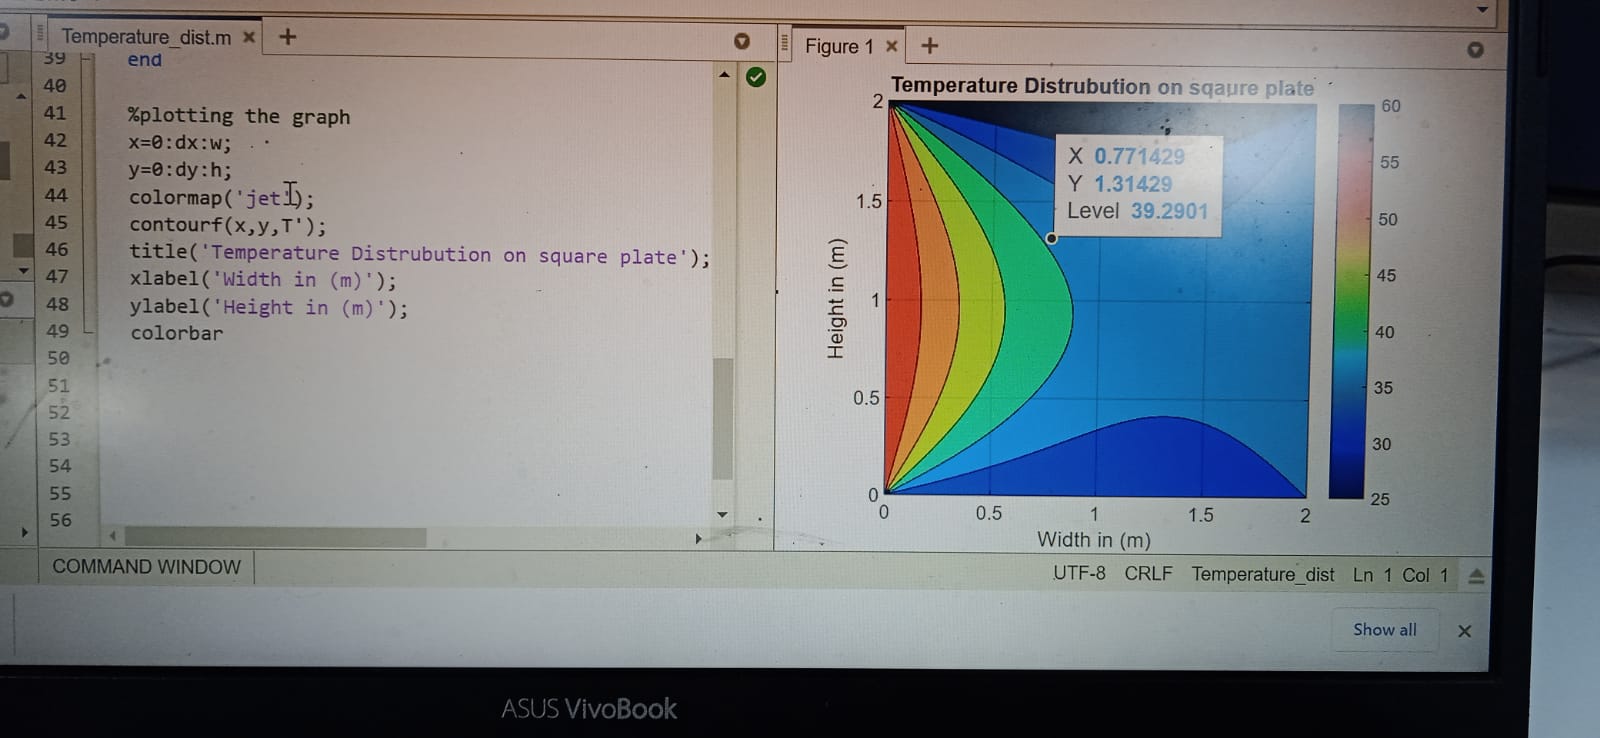 Temperature_dist.m
39 end
40
41 %plotting the graph
42 x=0:dx:w;
43 y=0:dy:h;
44 colormap('jet');
45 contourf(x,y,T');
46 title('Temperature Distrubution on square plate');
47 xlabel('Width in (m)');
48 ylabel('Height in (m)');
49 colorbar
50
51
52
53
54
55
56
COMMAND WINDOW
Figure 1
Temperature Distrubution on sqaure plate
X 0.771429
Y 1.31429
Level 39.2901
Height in (m)
2
1.5
1
0.5
0
0 0.5 1 1.5 2
Width in (m)
60
55
50
45
40
35
30
25
UTF-8 CRLF Temperature_dist Ln 1 Col 1
Show all
ASUS VivoBook